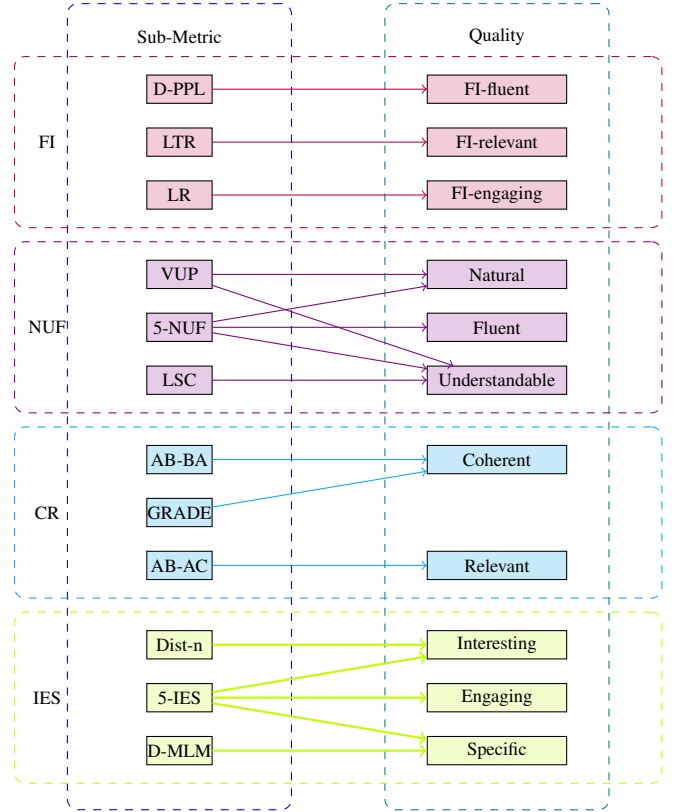 Sub-Metric Quality
D-PPL FI-fluent
FI LTR FI-relevant
LR FI-engaging
VUP Natural
NUF 5-NUF Fluent
LSC Understandable
AB-BA Coherent
CR GRADE
AB-AC Relevant
Dist-n Interesting
IES 5-IES Engaging
D-MLM Specific